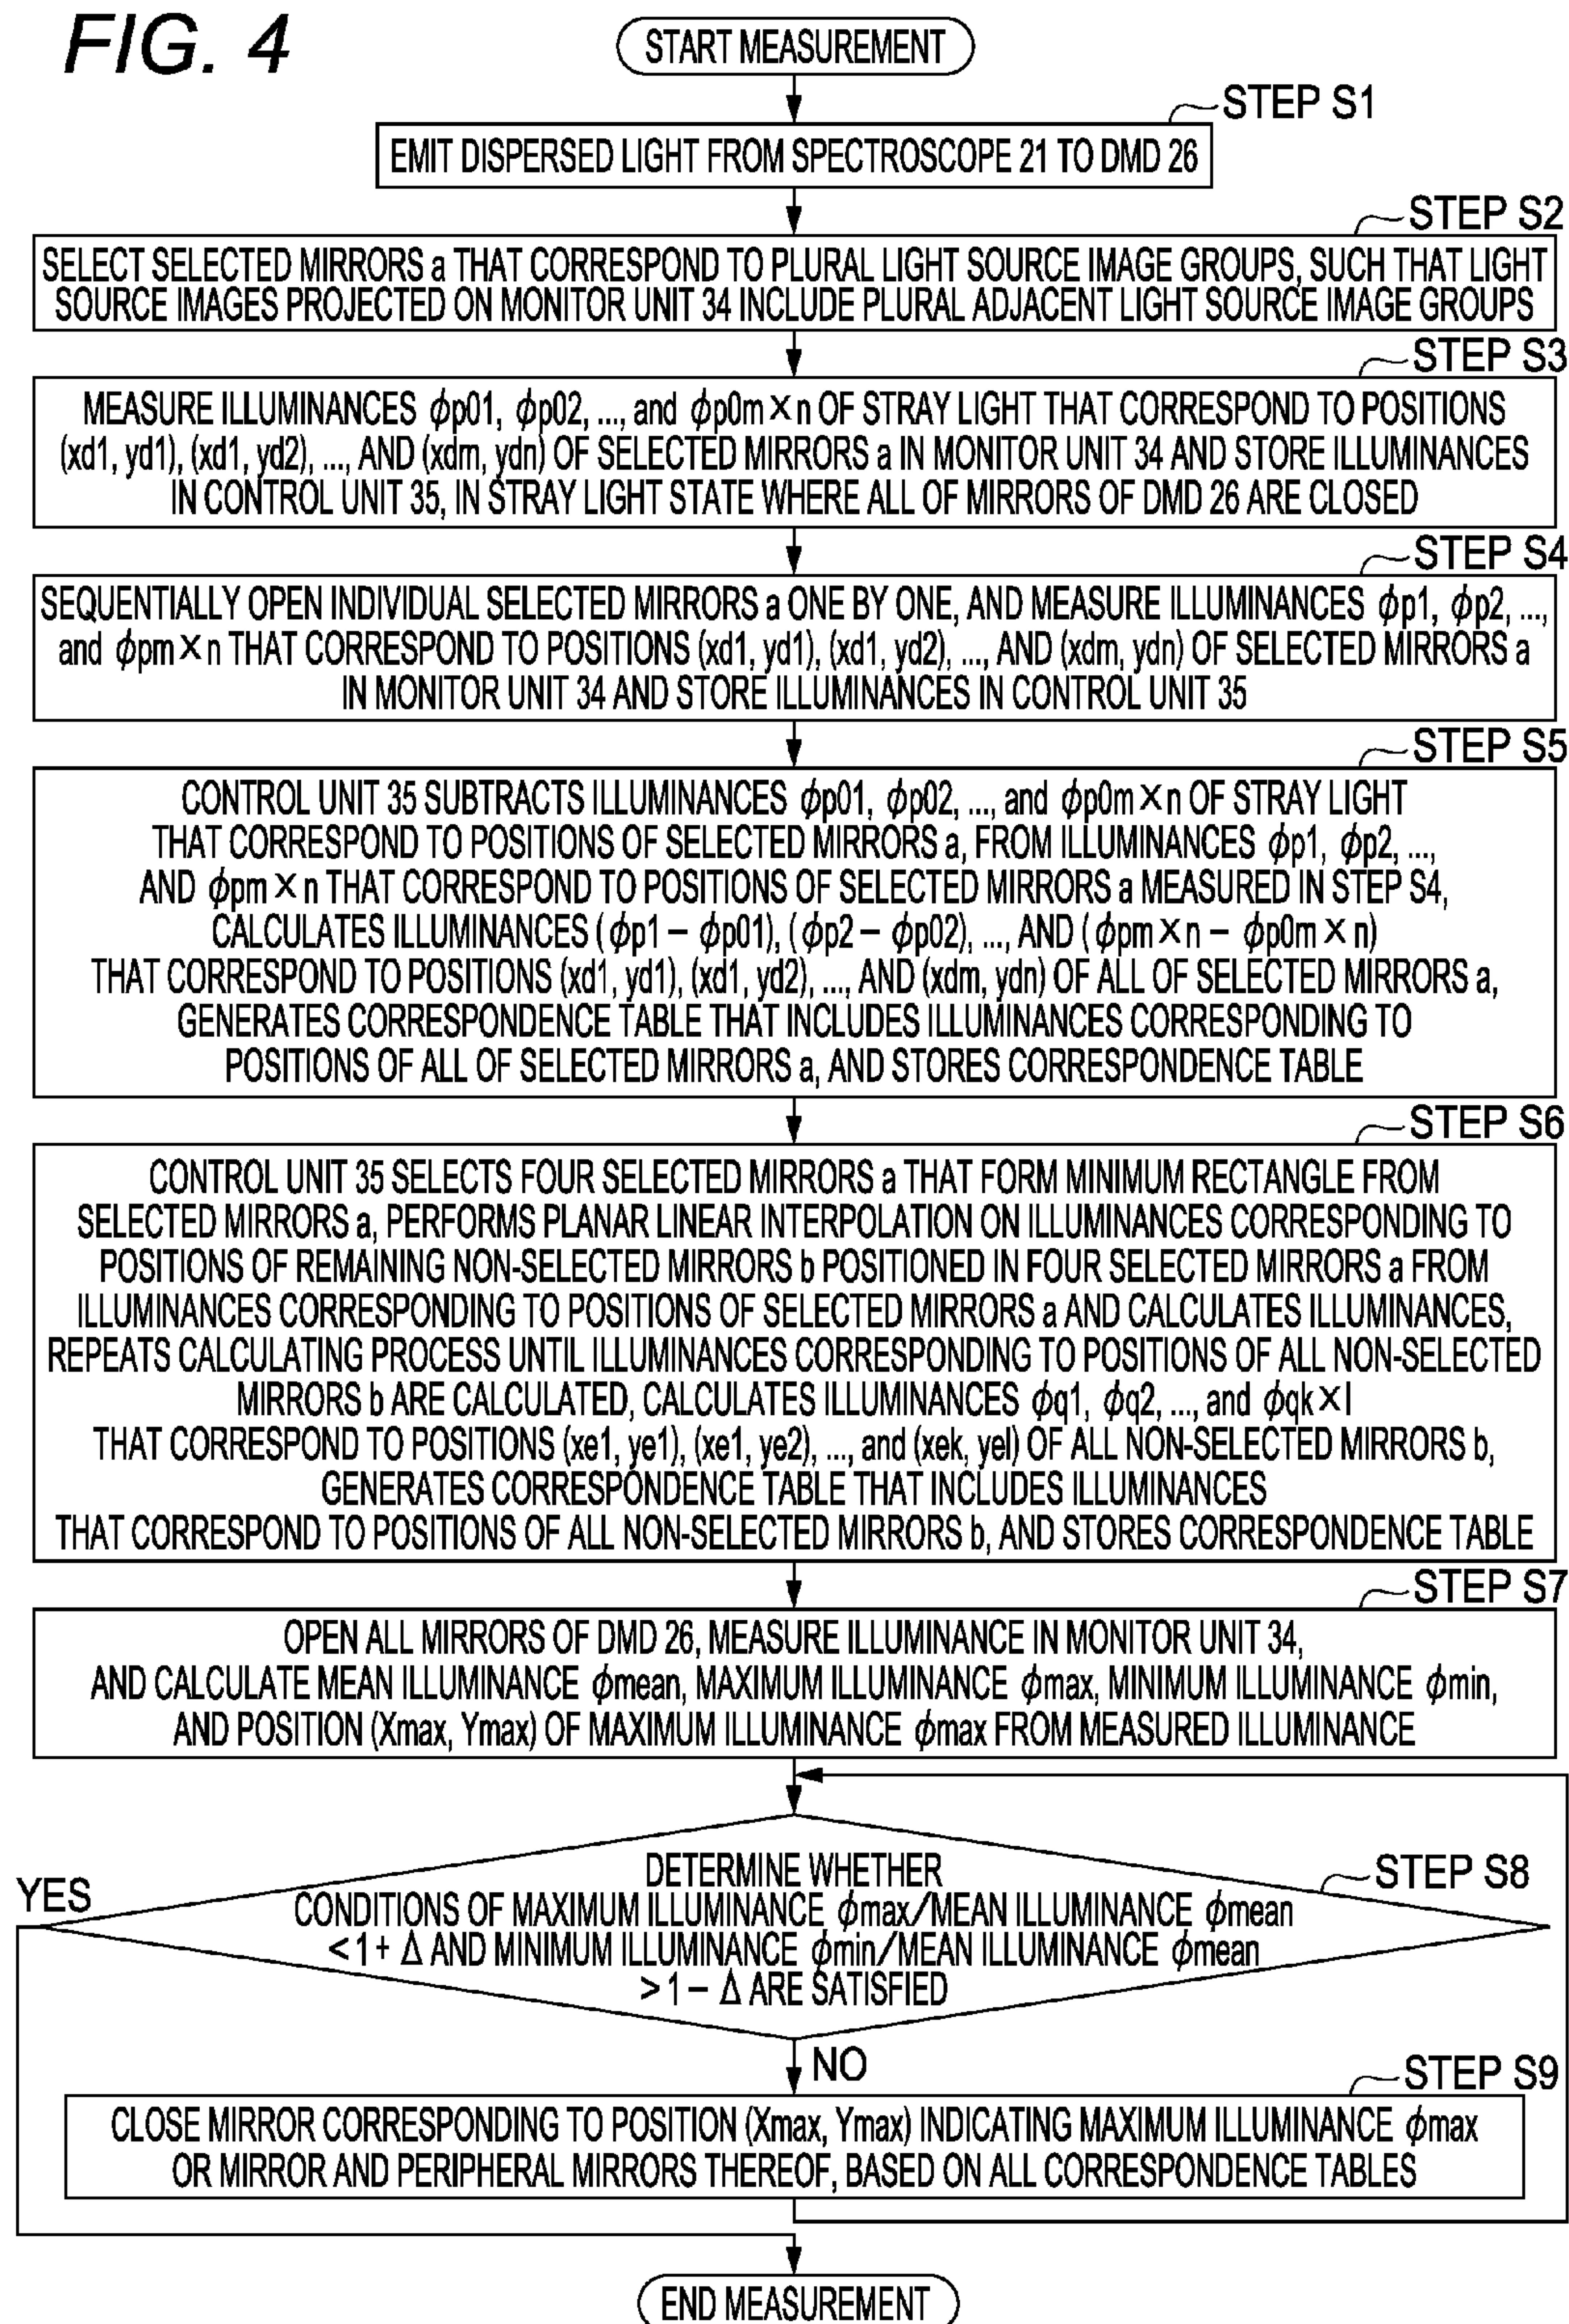 FIG. 4
START MEASUREMENT
STEP S1
EMIT DISPERSED LIGHT FROM SPECTROSCOPE 21 TO DMD 26
STEP S2
SELECT SELECTED MIRRORS a THAT CORRESPOND TO PLURAL LIGHT SOURCE IMAGE GROUPS, SUCH THAT LIGHT
SOURCE IMAGES PROJECTED ON MONITOR UNIT 34 INCLUDE PLURAL ADJACENT LIGHT SOURCE IMAGE GROUPS
STEP S3
MEASURE ILLUMINANCES ϕp01, ϕp02, ..., and ϕp0m×n OF STRAY LIGHT THAT CORRESPOND TO POSITIONS
(xd1, yd1), (xd1, yd2), ..., AND (xdm, ydn) OF SELECTED MIRRORS a IN MONITOR UNIT 34 AND STORE ILLUMINANCES
IN CONTROL UNIT 35, IN STRAY LIGHT STATE WHERE ALL OF MIRRORS OF DMD 26 ARE CLOSED
STEP S4
SEQUENTIALLY OPEN INDIVIDUAL SELECTED MIRRORS a ONE BY ONE, AND MEASURE ILLUMINANCES ϕp1, ϕp2, ...,
and ϕpm×n THAT CORRESPOND TO POSITIONS (xd1, yd1), (xd1, yd2), ..., AND (xdm, ydn) OF SELECTED MIRRORS a
IN MONITOR UNIT 34 AND STORE ILLUMINANCES IN CONTROL UNIT 35
STEP S5
CONTROL UNIT 35 SUBTRACTS ILLUMINANCES ϕp01, ϕp02, ..., and ϕp0m×n OF STRAY LIGHT
THAT CORRESPOND TO POSITIONS OF SELECTED MIRRORS a, FROM ILLUMINANCES ϕp1, ϕp2, ...,
AND ϕpm×n THAT CORRESPOND TO POSITIONS OF SELECTED MIRRORS a MEASURED IN STEP S4,
CALCULATES ILLUMINANCES (ϕp1 – ϕp01), (ϕp2 – ϕp02), ..., AND (ϕpm×n – ϕp0m×n)
THAT CORRESPOND TO POSITIONS (xd1, yd1), (xd1, yd2), ..., AND (xdm, ydn) OF ALL OF SELECTED MIRRORS a,
GENERATES CORRESPONDENCE TABLE THAT INCLUDES ILLUMINANCES CORRESPONDING TO
POSITIONS OF ALL OF SELECTED MIRRORS a, AND STORES CORRESPONDENCE TABLE
STEP S6
CONTROL UNIT 35 SELECTS FOUR SELECTED MIRRORS a THAT FORM MINIMUM RECTANGLE FROM
SELECTED MIRRORS a, PERFORMS PLANAR LINEAR INTERPOLATION ON ILLUMINANCES CORRESPONDING TO
POSITIONS OF REMAINING NON-SELECTED MIRRORS b POSITIONED IN FOUR SELECTED MIRRORS a FROM
ILLUMINANCES CORRESPONDING TO POSITIONS OF SELECTED MIRRORS a AND CALCULATES ILLUMINANCES,
REPEATS CALCULATING PROCESS UNTIL ILLUMINANCES CORRESPONDING TO POSITIONS OF ALL NON-SELECTED
MIRRORS b ARE CALCULATED, CALCULATES ILLUMINANCES ϕq1, ϕq2, ..., and ϕqk×l
THAT CORRESPOND TO POSITIONS (xe1, ye1), (xe1, ye2), ..., and (xek, yel) OF ALL NON-SELECTED MIRRORS b,
GENERATES CORRESPONDENCE TABLE THAT INCLUDES ILLUMINANCES
THAT CORRESPOND TO POSITIONS OF ALL NON-SELECTED MIRRORS b, AND STORES CORRESPONDENCE TABLE
STEP S7
OPEN ALL MIRRORS OF DMD 26, MEASURE ILLUMINANCE IN MONITOR UNIT 34,
AND CALCULATE MEAN ILLUMINANCE ϕmean, MAXIMUM ILLUMINANCE ϕmax, MINIMUM ILLUMINANCE ϕmin,
AND POSITION (Xmax, Ymax) OF MAXIMUM ILLUMINANCE ϕmax FROM MEASURED ILLUMINANCE
YES
STEP S8
DETERMINE WHETHER
CONDITIONS OF MAXIMUM ILLUMINANCE ϕmax/MEAN ILLUMINANCE ϕmean
< 1 + Δ AND MINIMUM ILLUMINANCE ϕmin/MEAN ILLUMINANCE ϕmean
> 1 – Δ ARE SATISFIED
NO
STEP S9
CLOSE MIRROR CORRESPONDING TO POSITION (Xmax, Ymax) INDICATING MAXIMUM ILLUMINANCE ϕmax
OR MIRROR AND PERIPHERAL MIRRORS THEREOF, BASED ON ALL CORRESPONDENCE TABLES
END MEASUREMENT